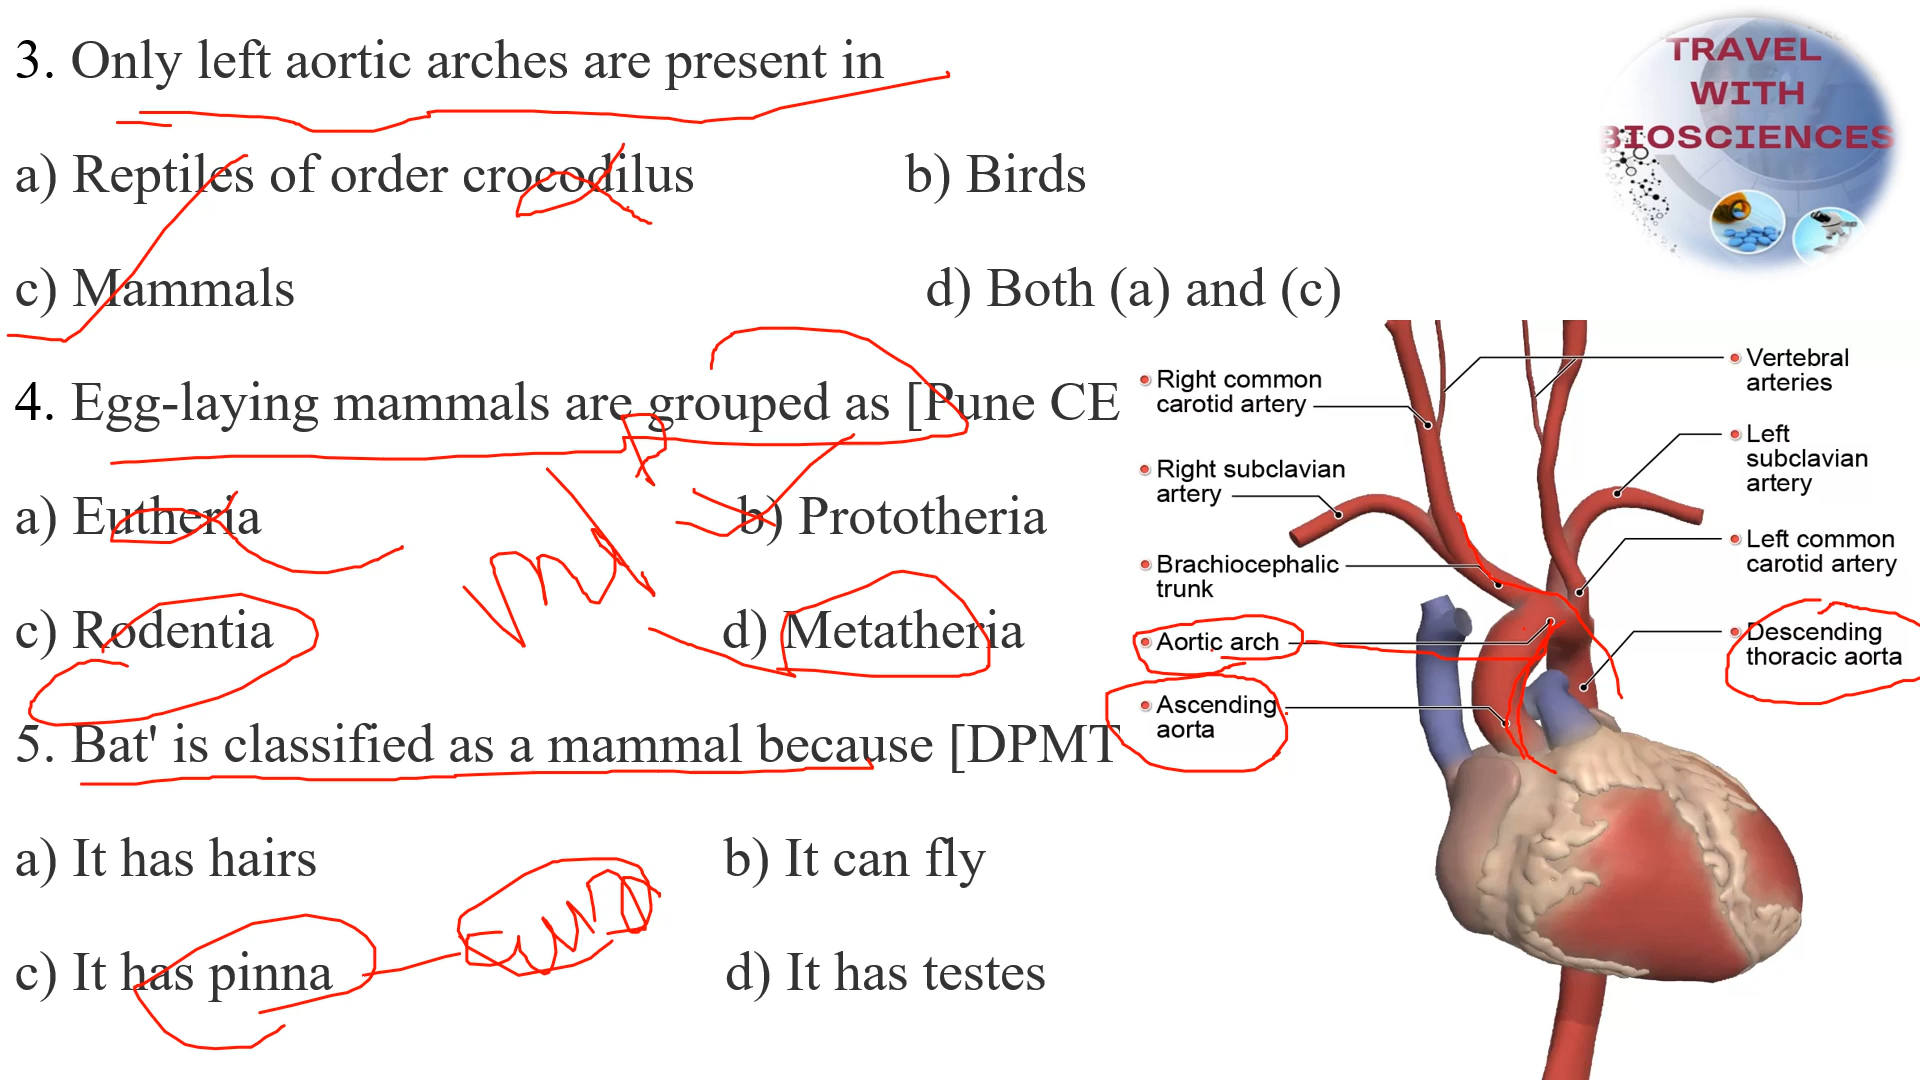 3. Only left aortic arches are present in
a) Reptiles of order crocodilus b) Birds
c) Mammals d) Both (a) and (c)
4. Egg-laying mammals are grouped as [Pune CE
a) Eutheria b) Prototheria
c) Rodentia d) Metatheria
5. Bat' is classified as a mammal because [DPMT
a) It has hairs b) It can fly
c) It has pinna d) It has testes
TRAVEL
WITH
BIOSCIENCES
Right common
carotid artery
Right subclavian
artery
Brachiocephalic
trunk
Aortic arch
Ascending
aorta
Vertebral
arteries
Left
subclavian
artery
Left common
carotid artery
Descending
thoracic aorta